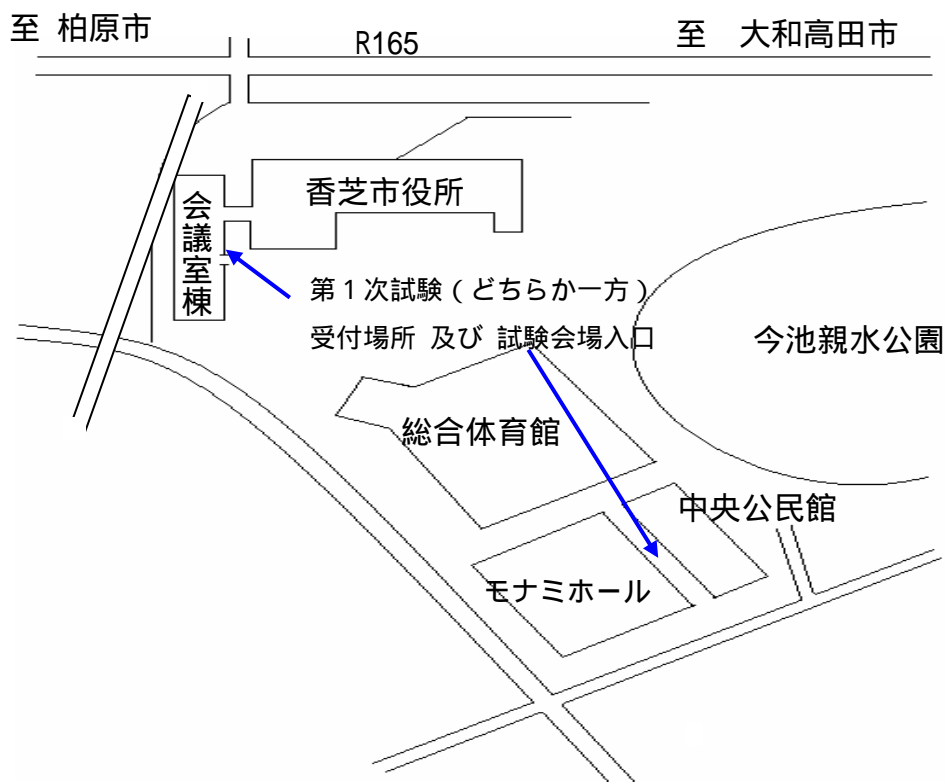 至 柏原市
R165
至 大和高田市
香芝市役所
会議室棟
第1次試験(どちらか一方)
受付場所 及び 試験会場入口
今池親水公園
総合体育館
中央公民館
モナミホール